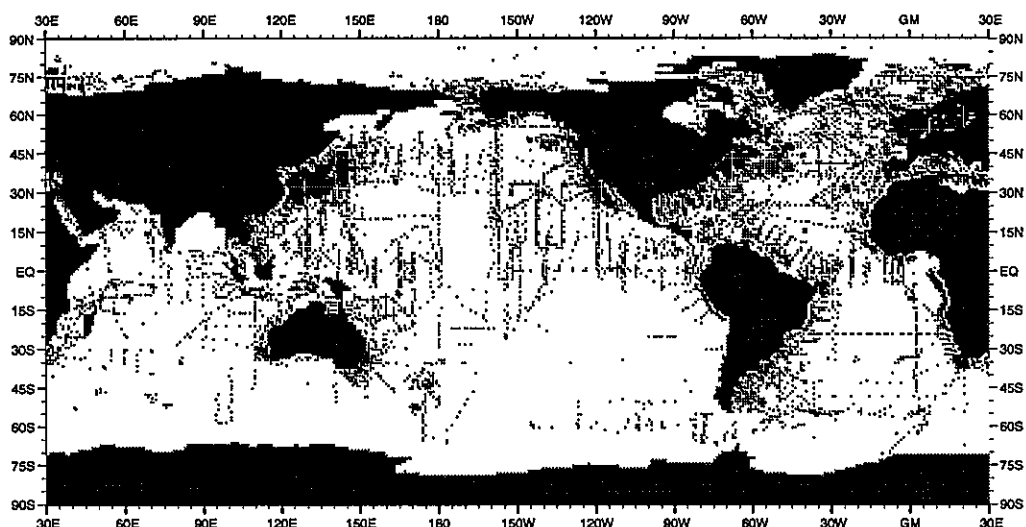 30E 60E 90E 120E 150E 180 150W 120W 90W 60W 30W GM 30E
90N 90N
75N 75N
60N 60N
45N 45N
30N 30N
15N 15N
EQ EQ
15S 15S
30S 30S
45S 45S
60S 60S
75S 75S
90S 90S
30E 60E 90E 120E 150E 180 150W 120W 90W 60W 30W GM 30E